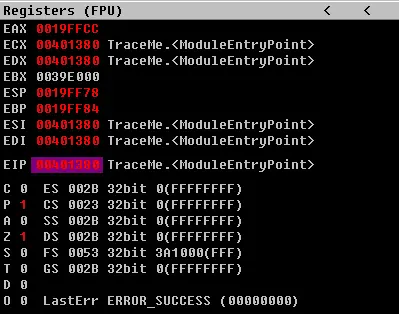 Registers (FPU) < <
EAX 0019FFCC
ECX 00401380 TraceMe.<ModuleEntryPoint>
EDX 00401380 TraceMe.<ModuleEntryPoint>
EBX 0039E000
ESP 0019FF78
EBP 0019FF84
ESI 00401380 TraceMe.<ModuleEntryPoint>
EDI 00401380 TraceMe.<ModuleEntryPoint>
EIP 00401380 TraceMe.<ModuleEntryPoint>
C 0 ES 002B 32bit 0(FFFFFFFF)
P 1 CS 0023 32bit 0(FFFFFFFF)
A 0 SS 002B 32bit 0(FFFFFFFF)
Z 1 DS 002B 32bit 0(FFFFFFFF)
S 0 FS 0053 32bit 3A1000(FFF)
T 0 GS 002B 32bit 0(FFFFFFFF)
D 0
O 0 LastErr ERROR_SUCCESS (00000000)